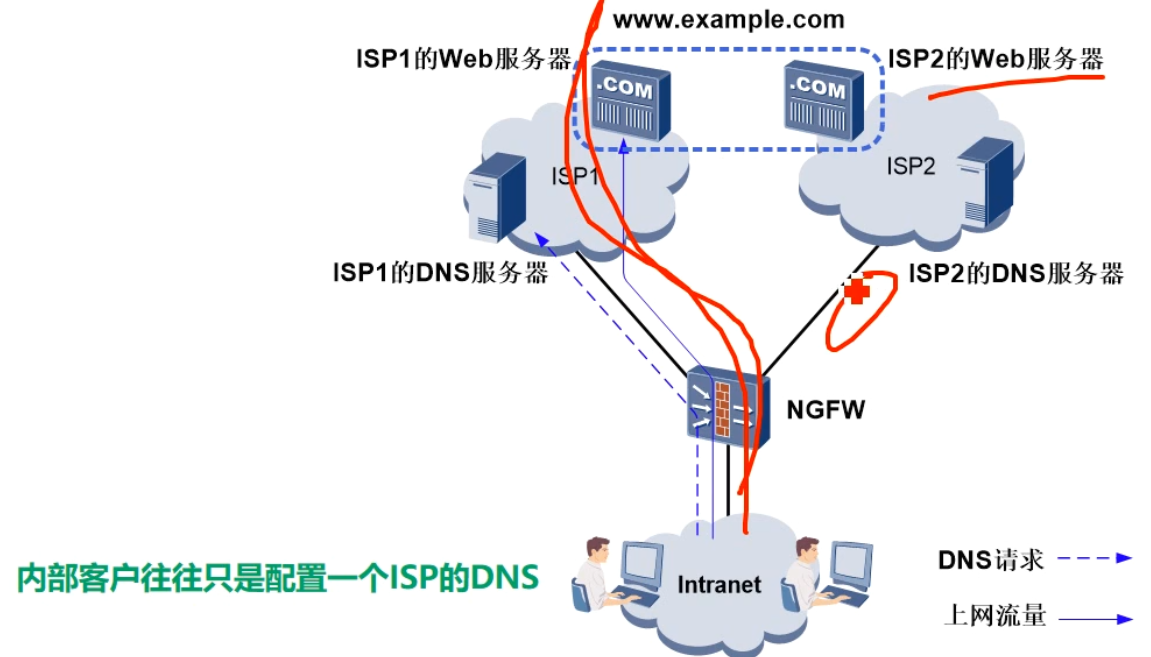 www.example.com
ISP1的Web服务器
ISP2的Web服务器
.COM
.COM
ISP1
ISP2
ISP1的DNS服务器
ISP2的DNS服务器
NGFW
Intranet
内部客户往往只是配置一个ISP的DNS
DNS请求
上网流量